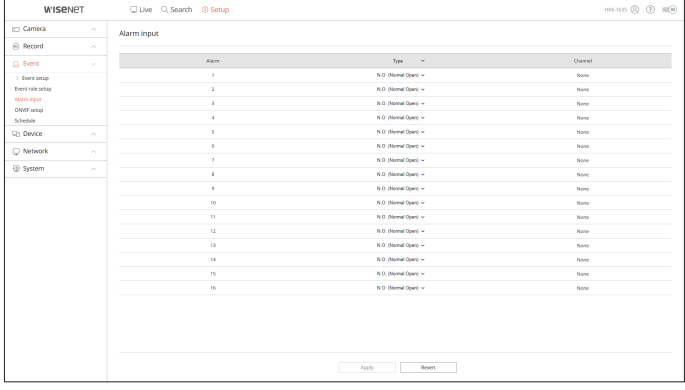 WISENET
Live Search Setup HRX-1635
Camera
Record
Event
Event setup
Event rule setup
Alarm input
ONVIF setup
Schedule
Device
Network
System
Alarm input
Alarm Type Channel
1 N.O. (Normal Open) None
2 N.O. (Normal Open) None
3 N.O. (Normal Open) None
4 N.O. (Normal Open) None
5 N.O. (Normal Open) None
6 N.O. (Normal Open) None
7 N.O. (Normal Open) None
8 N.O. (Normal Open) None
9 N.O. (Normal Open) None
10 N.O. (Normal Open) None
11 N.O. (Normal Open) None
12 N.O. (Normal Open) None
13 N.O. (Normal Open) None
14 N.O. (Normal Open) None
15 N.O. (Normal Open) None
16 N.O. (Normal Open) None
Apply Revert